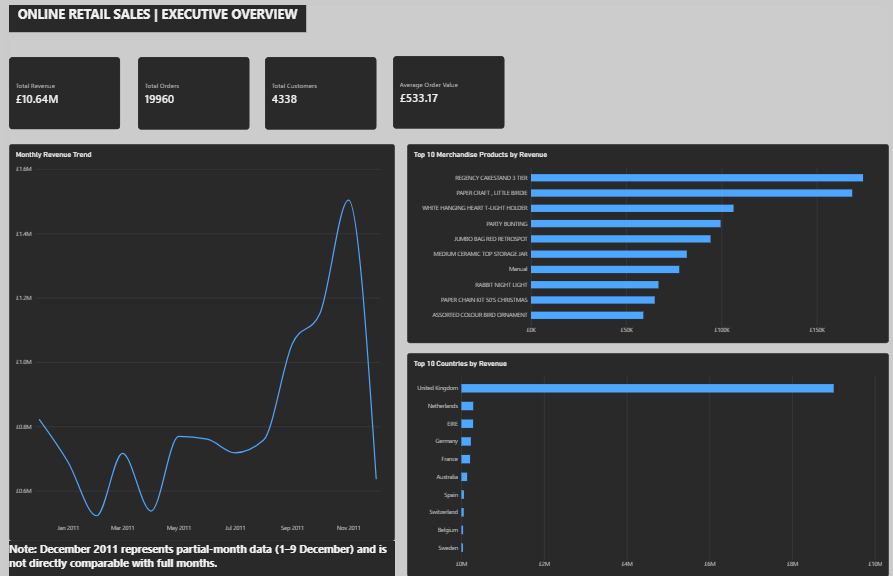 ONLINE RETAIL SALES | EXECUTIVE OVERVIEW
Total Revenue
£10.64M
Total Orders
19960
Total Customers
4338
Average Order Value
£533.17
Monthly Revenue Trend
£1.6M
£1.4M
£1.2M
£1.0M
£0.8M
£0.6M
Jan 2011 Mar 2011 May 2011 Jul 2011 Sep 2011 Nov 2011
Note: December 2011 represents partial-month data (1–9 December) and is
not directly comparable with full months.
Top 10 Merchandise Products by Revenue
REGENCY CAKESTAND 3 TIER
PAPER CRAFT , LITTLE BIRDIE
WHITE HANGING HEART T-LIGHT HOLDER
PARTY BUNTING
JUMBO BAG RED RETROSPOT
MEDIUM CERAMIC TOP STORAGE JAR
Manual
RABBIT NIGHT LIGHT
PAPER CHAIN KIT 50'S CHRISTMAS
ASSORTED COLOUR BIRD ORNAMENT
£0K £50K £100K £150K
Top 10 Countries by Revenue
United Kingdom
Netherlands
EIRE
Germany
France
Australia
Spain
Switzerland
Belgium
Sweden
£0M £2M £4M £6M £8M £10M